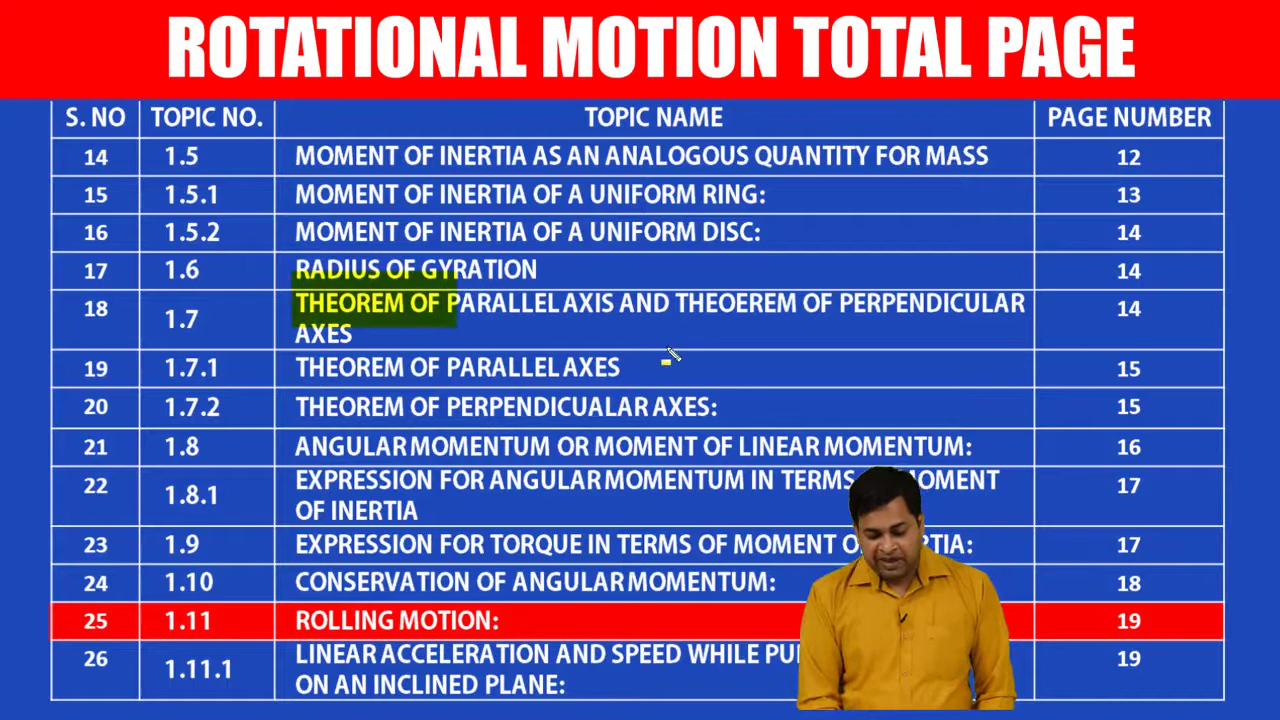 ROTATIONAL MOTION TOTAL PAGE
S. NO TOPIC NO. TOPIC NAME PAGE NUMBER
14 1.5 MOMENT OF INERTIA AS AN ANALOGOUS QUANTITY FOR MASS 12
15 1.5.1 MOMENT OF INERTIA OF A UNIFORM RING: 13
16 1.5.2 MOMENT OF INERTIA OF A UNIFORM DISC: 14
17 1.6 RADIUS OF GYRATION 14
18 1.7 THEOREM OF PARALLEL AXIS AND THEOEREM OF PERPENDICULAR 14
AXES
19 1.7.1 THEOREM OF PARALLEL AXES 15
20 1.7.2 THEOREM OF PERPENDICUALAR AXES: 15
21 1.8 ANGULAR MOMENTUM OR MOMENT OF LINEAR MOMENTUM: 16
22 1.8.1 EXPRESSION FOR ANGULAR MOMENTUM IN TERMS MOMENT 17
OF INERTIA
23 1.9 EXPRESSION FOR TORQUE IN TERMS OF MOMENT 17
24 1.10 CONSERVATION OF ANGULAR MOMENTUM: 18
25 1.11 ROLLING MOTION: 19
26 1.11.1 LINEAR ACCELERATION AND SPEED WHILE 19
ON AN INCLINED PLANE: